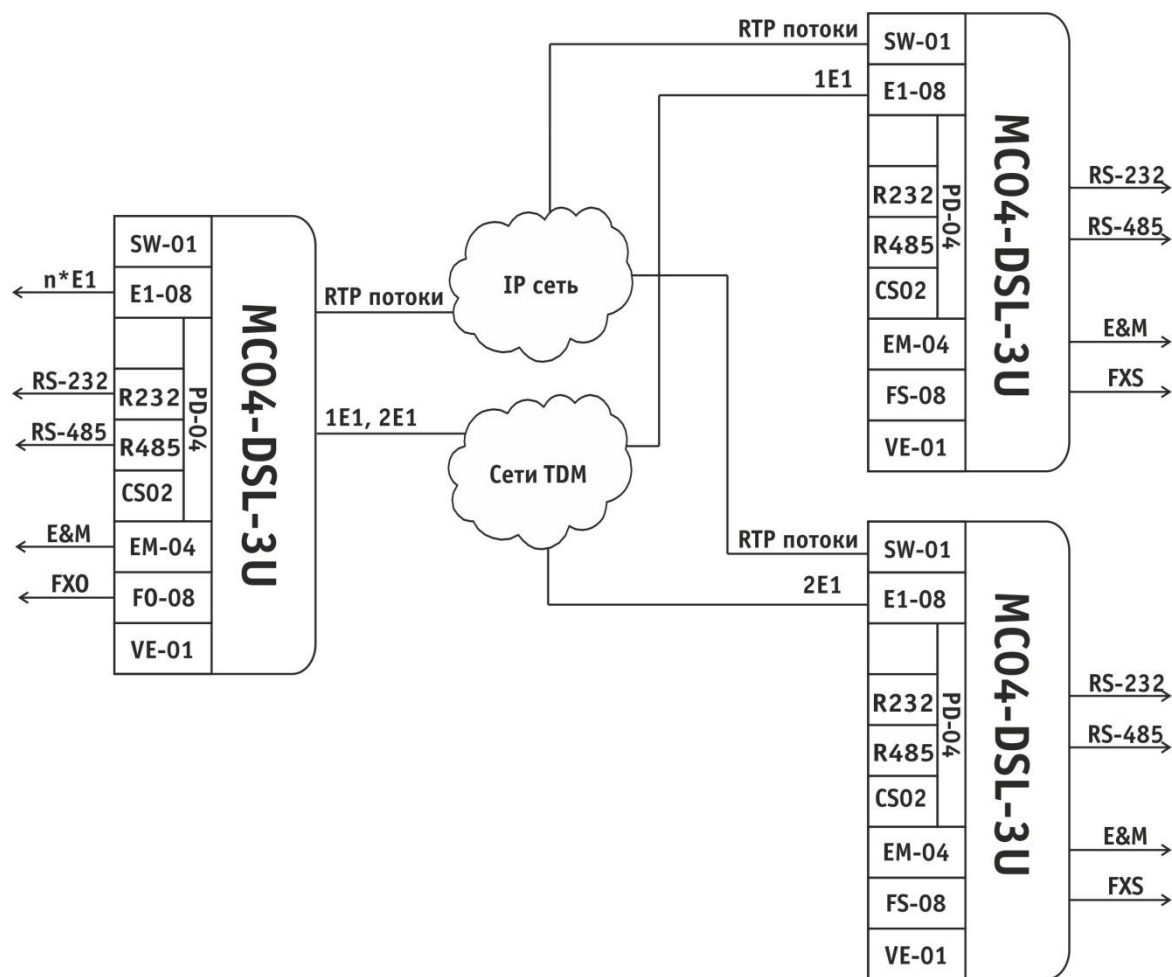 RTP потоки
SW-01
1E1
E1-08
R232
R485
CS02
PD-04
EM-04
FS-08
VE-01
MC04-DSL-3U
RS-232
RS-485
E&M
FXS
n*E1
RS-232
RS-485
E&M
FXO
SW-01
E1-08
R232
R485
CS02
PD-04
EM-04
FO-08
VE-01
MC04-DSL-3U
RTP потоки
1E1, 2E1
IP сеть
Сети TDM
RTP потоки
2E1
SW-01
E1-08
R232
R485
CS02
PD-04
EM-04
FS-08
VE-01
MC04-DSL-3U
RS-232
RS-485
E&M
FXS